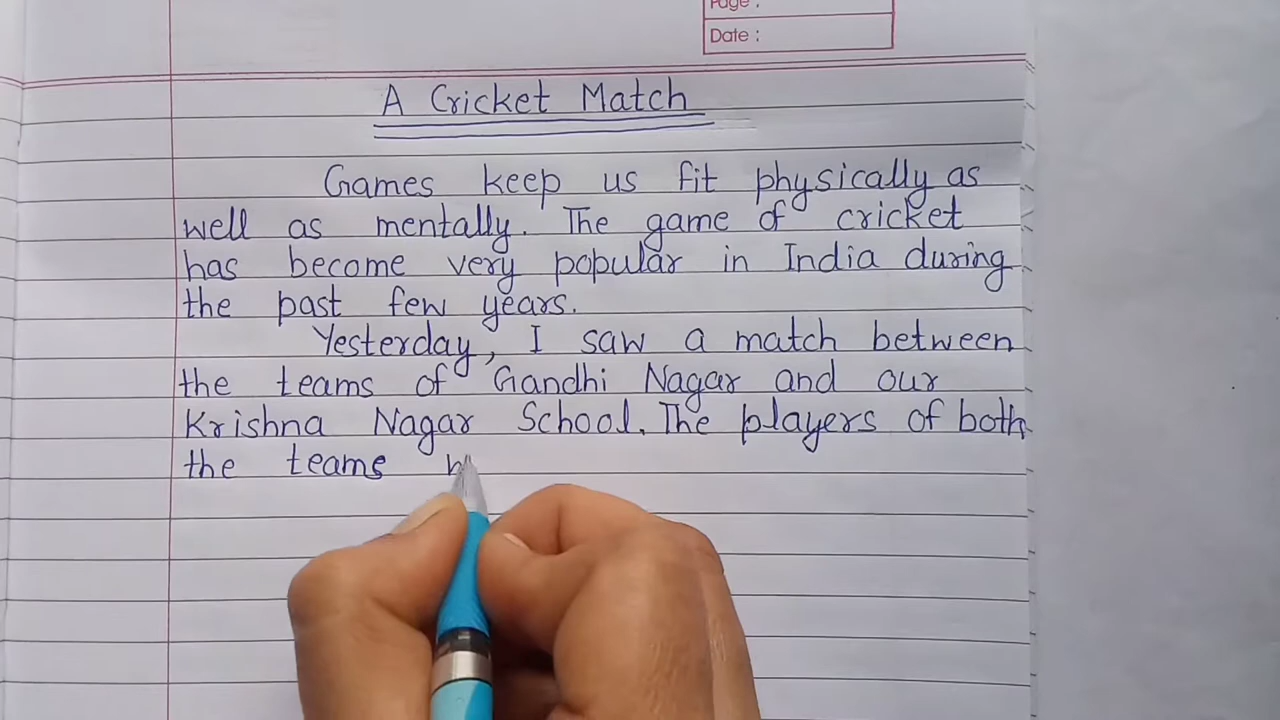 Page :
Date :
A Cricket Match
Games keep us fit physically as
well as mentally. The game of cricket
has become very popular in India during
the past few years.
Yesterday, I saw a match between
the teams of Gandhi Nagar and our
Krishna Nagar School. The players of both
the teams